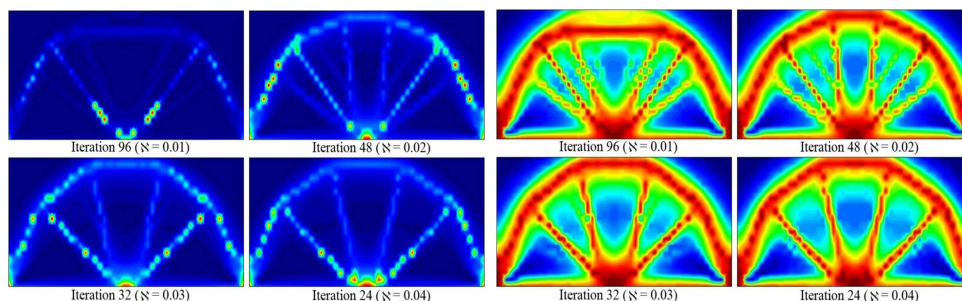 Iteration 96 (ℵ = 0.01) Iteration 48 (ℵ = 0.02) Iteration 96 (ℵ = 0.01) Iteration 48 (ℵ = 0.02)
Iteration 32 (ℵ = 0.03) Iteration 24 (ℵ = 0.04) Iteration 32 (ℵ = 0.03) Iteration 24 (ℵ = 0.04)